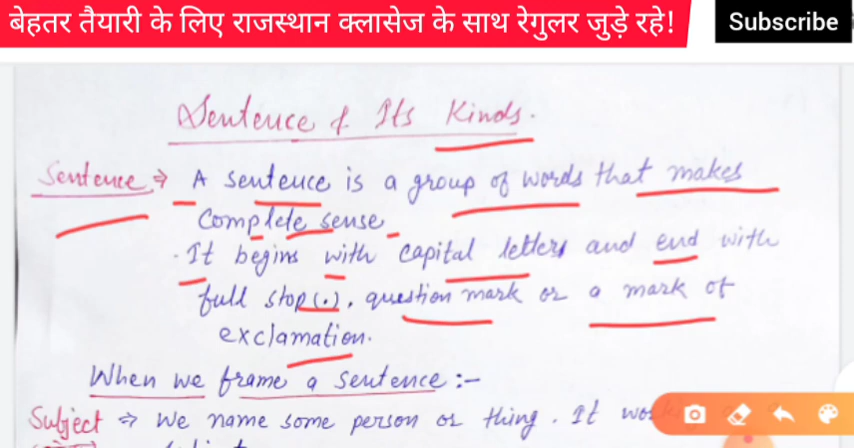 बेहतर तैयारी के लिए राजस्थान क्लासेज के साथ रेगुलर जुड़े रहे!
Subscribe
Sentence & Its Kinds.
Sentence ⇒ A sentence is a group of words that makes
Complete sense
. It begins with capital letters and end with
full stop(.), question mark or a mark of
exclamation.
When we frame a sentence :-
Subject ⇒ We name some person or thing. It